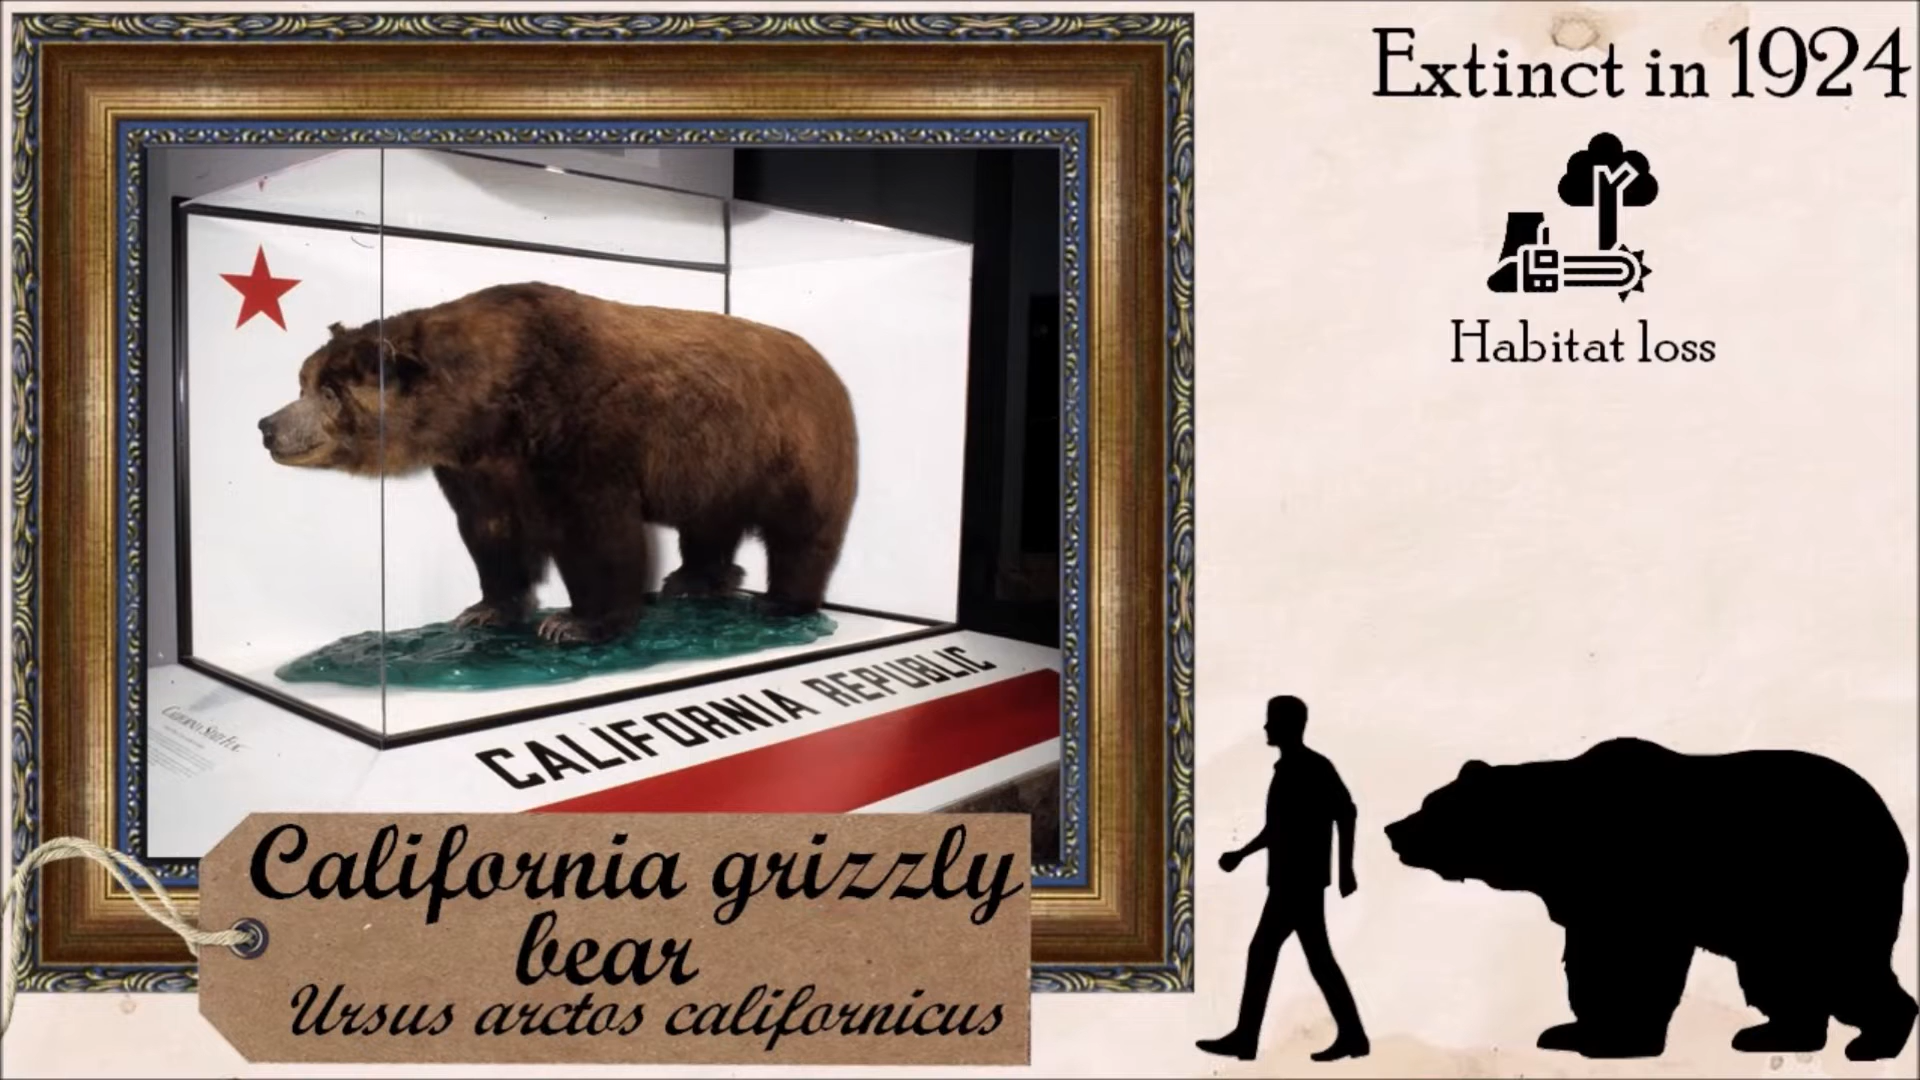 Extinct in 1924
Habitat loss
CALIFORNIA REPUBLIC
California grizzly
bear
Ursus arctos californicus